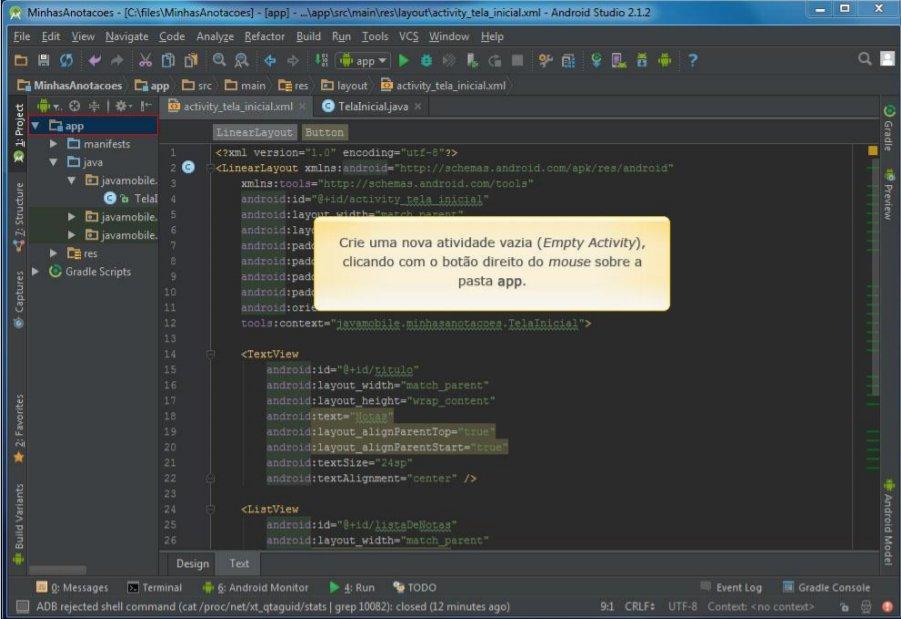 MinhasAnotacoes - [C:\files\MinhasAnotacoes] - [app] - ...\app\src\main\res\layout\activity_tela_inicial.xml - Android Studio 2.1.2
File Edit View Navigate Code Analyze Refactor Build Run Tools VCS Window Help
app
MinhasAnotacoes app src main res layout activity_tela_inicial.xml
activity_tela_inicial.xml TelaInicial.java
1: Project
7: Structure
Captures
2: Favorites
Build Variants
app
manifests
java
javamobile.
TelaI
javamobile.
javamobile.
res
Gradle Scripts
LinearLayout Button
1 <?xml version="1.0" encoding="utf-8"?>
2 <LinearLayout xmlns:android="http://schemas.android.com/apk/res/android"
3 xmlns:tools="http://schemas.android.com/tools"
4 android:id="@+id/activity_tela_inicial"
5 android:layout_width="match_parent"
6 android:layo
7 android:padd
8 android:padd
9 android:padd
10 android:padd
11 android:orie
12 tools:context="javamobile.minhasanotacoes.TelaInicial">
13
14 <TextView
15 android:id="@+id/titulo"
16 android:layout_width="match_parent"
17 android:layout_height="wrap_content"
18 android:text="Notas"
19 android:layout_alignParentTop="true"
20 android:layout_alignParentStart="true"
21 android:textSize="24sp"
22 android:textAlignment="center" />
23
24 <ListView
25 android:id="@+id/listaDeNotas"
26 android:layout_width="match_parent"
Crie uma nova atividade vazia (Empty Activity),
clicando com o botão direito do mouse sobre a
pasta app.
Gradle
Preview
Android Model
Design Text
0: Messages Terminal 6: Android Monitor 4: Run TODO Event Log Gradle Console
ADB rejected shell command (cat /proc/net/xt_qtaguid/stats | grep 10082): closed (12 minutes ago) 9:1 CRLF UTF-8 Context: <no context>